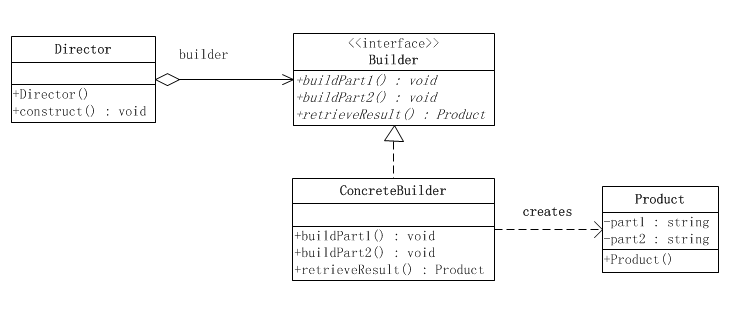 Director
+Director()
+construct() : void
builder
<<interface>>
Builder
+buildPart1() : void
+buildPart2() : void
+retrieveResult() : Product
ConcreteBuilder
+buildPart1() : void
+buildPart2() : void
+retrieveResult() : Product
creates
Product
-part1 : string
-part2 : string
+Product()